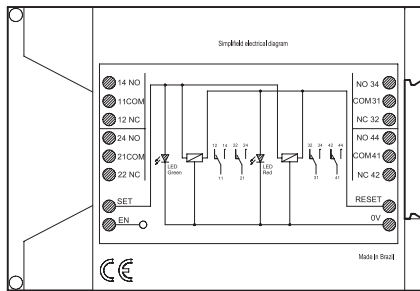 Simplifield electrical diagram
14 NO
11COM
12 NC
24 NO
21COM
22 NC
SET
EN
LED
Green
12 14
11
22 24
21
LED
Red
32 34
31
42 44
41
NO 34
COM31
NC 32
NO 44
COM41
NC 42
RESET
0V
Made in Brazil
CE